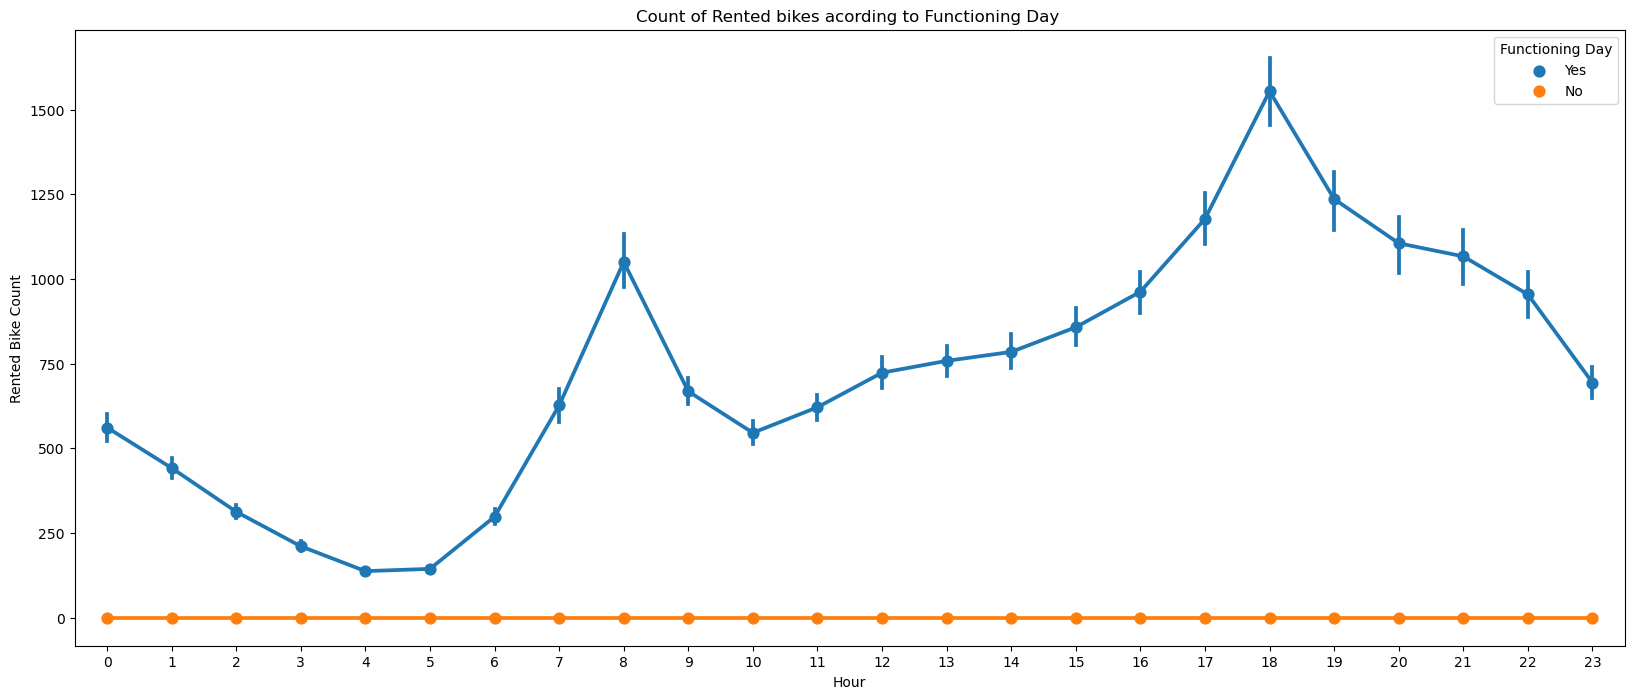 Count of Rented bikes acording to Functioning Day
Functioning Day
Yes
No
Rented Bike Count
1500
1250
1000
750
500
250
0
0 1 2 3 4 5 6 7 8 9 10 11 12 13 14 15 16 17 18 19 20 21 22 23
Hour